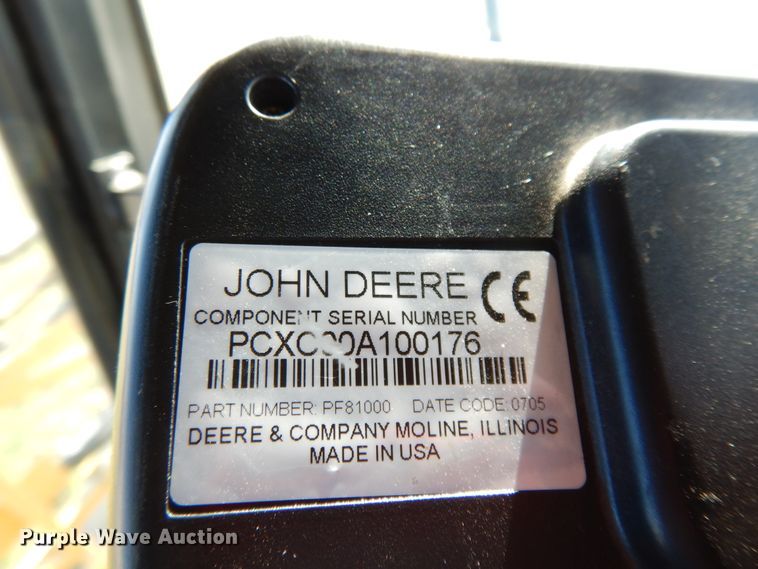 JOHN DEERE CE
COMPONENT SERIAL NUMBER
PART NUMBER: PF81000 DATE CODE: 0705
DEERE & COMPANY MOLINE, ILLINOIS
MADE IN USA
Purple Wave Auction®